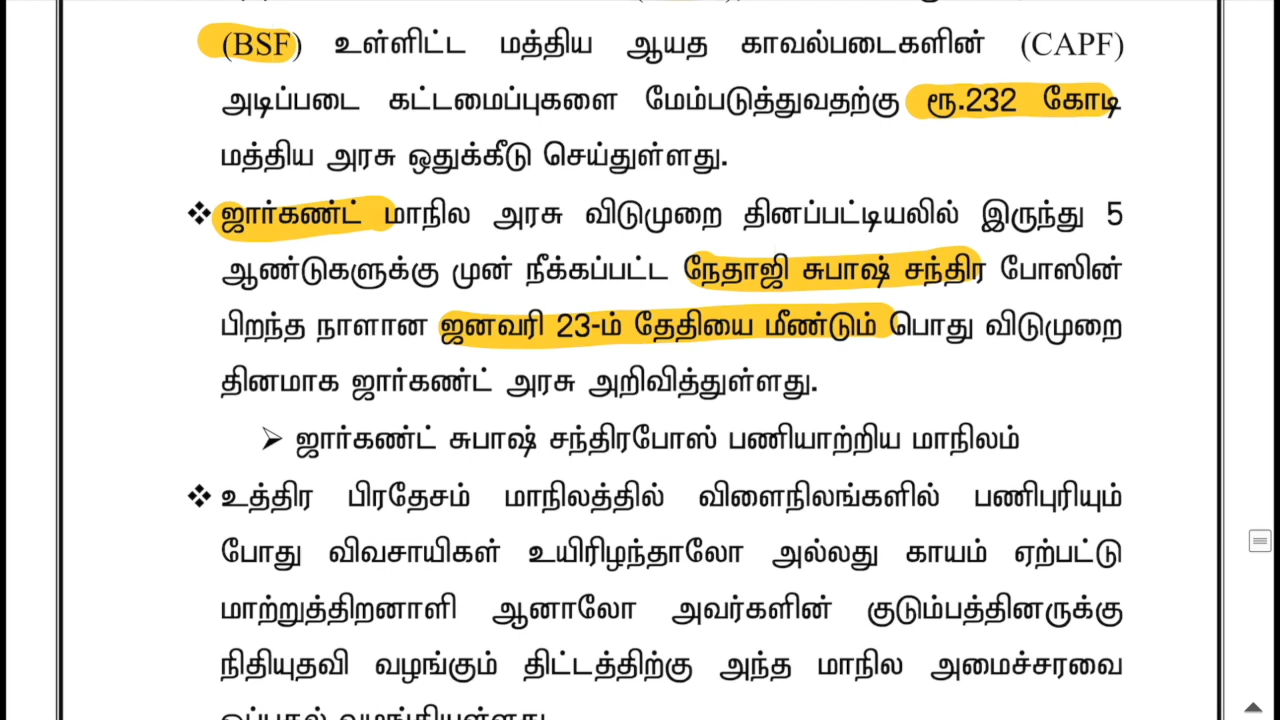 (BSF) உள்ளிட்ட மத்திய ஆயத காவல்படைகளின் (CAPF)
அடிப்படை கட்டமைப்புகளை மேம்படுத்துவதற்கு ரூ.232 கோடி
மத்திய அரசு ஒதுக்கீடு செய்துள்ளது.
❖ ஜார்கண்ட் மாநில அரசு விடுமுறை தினப்பட்டியலில் இருந்து 5
ஆண்டுகளுக்கு முன் நீக்கப்பட்ட நேதாஜி சுபாஷ் சந்திர போஸின்
பிறந்த நாளான ஜனவரி 23-ம் தேதியை மீண்டும் பொது விடுமுறை
தினமாக ஜார்கண்ட் அரசு அறிவித்துள்ளது.
➢ ஜார்கண்ட் சுபாஷ் சந்திரபோஸ் பணியாற்றிய மாநிலம்
❖ உத்திர பிரதேசம் மாநிலத்தில் விளைநிலங்களில் பணிபுரியும்
போது விவசாயிகள் உயிரிழந்தாலோ அல்லது காயம் ஏற்பட்டு
மாற்றுத்திறனாளி ஆனாலோ அவர்களின் குடும்பத்தினருக்கு
நிதியுதவி வழங்கும் திட்டத்திற்கு அந்த மாநில அமைச்சரவை